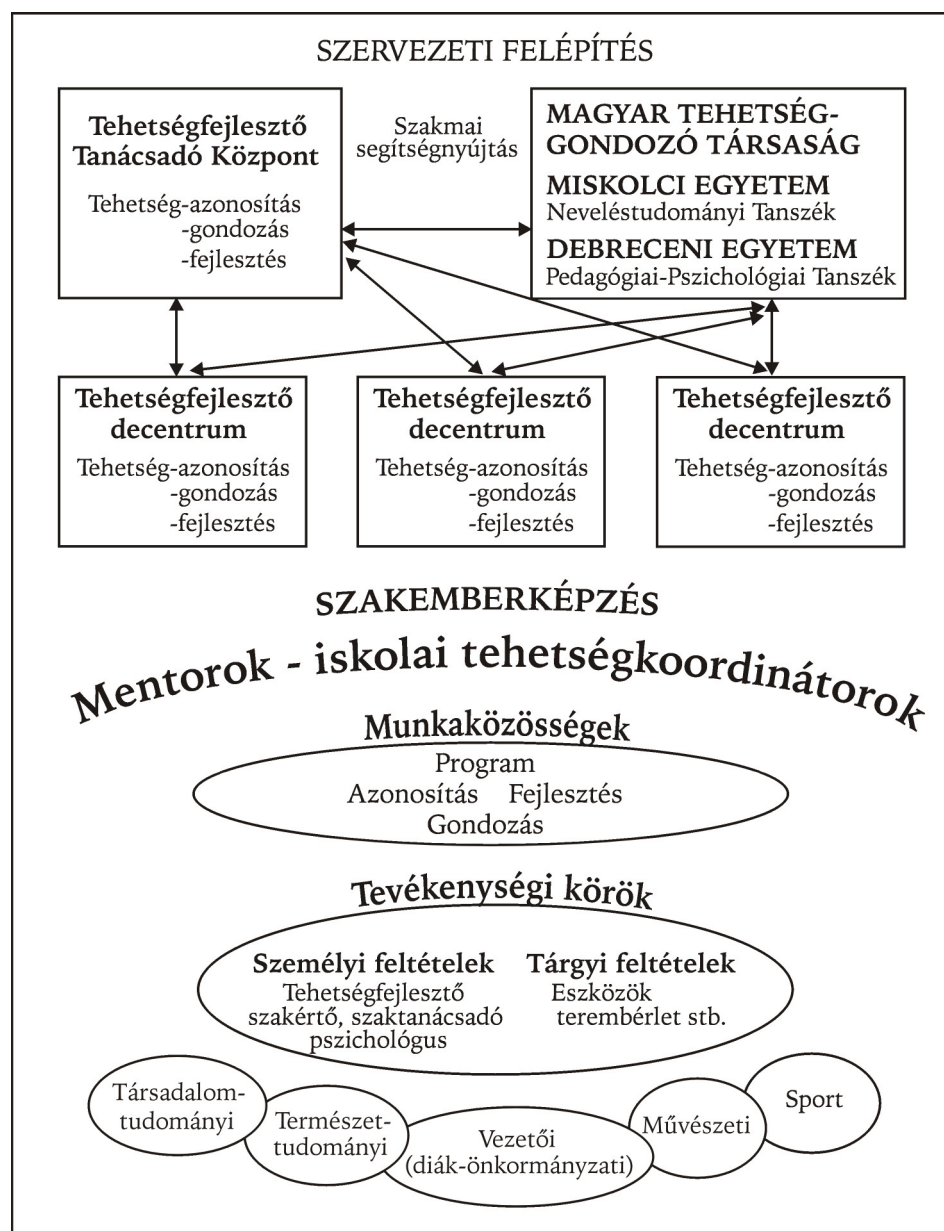 SZERVEZETI FELÉPÍTÉS
Tehetségfejlesztő
Tanácsadó Központ
Tehetség-azonosítás
-gondozás
-fejlesztés
Szakmai
segítségnyújtás
MAGYAR TEHETSÉG-
GONDOZÓ TÁRSASÁG
MISKOLCI EGYETEM
Neveléstudományi Tanszék
DEBRECENI EGYETEM
Pedagógiai-Pszichológiai Tanszék
Tehetségfejlesztő
decentrum
Tehetség-azonosítás
-gondozás
-fejlesztés
Tehetségfejlesztő
decentrum
Tehetség-azonosítás
-gondozás
-fejlesztés
Tehetségfejlesztő
decentrum
Tehetség-azonosítás
-gondozás
-fejlesztés
SZAKEMBERKÉPZÉS
Mentorok - iskolai tehetségkoordinátorok
Munkaközösségek
Program
Azonosítás Fejlesztés
Gondozás
Tevékenységi körök
Személyi feltételek
Tehetségfejlesztő
szakértő, szaktanácsadó
pszichológus
Tárgyi feltételek
Eszközök
terembérlet stb.
Társadalom-
tudományi
Természet-
tudományi
Vezetői
(diák-önkormányzati)
Művészeti
Sport